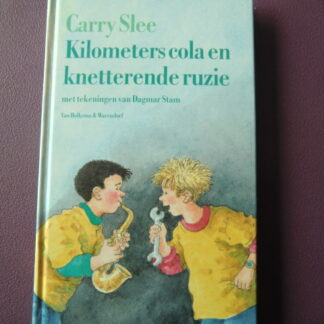 Carry Slee
Kilometers cola en
knetterende ruzie
met tekeningen van Dagmar Stam
Van Holkema & Warendorf